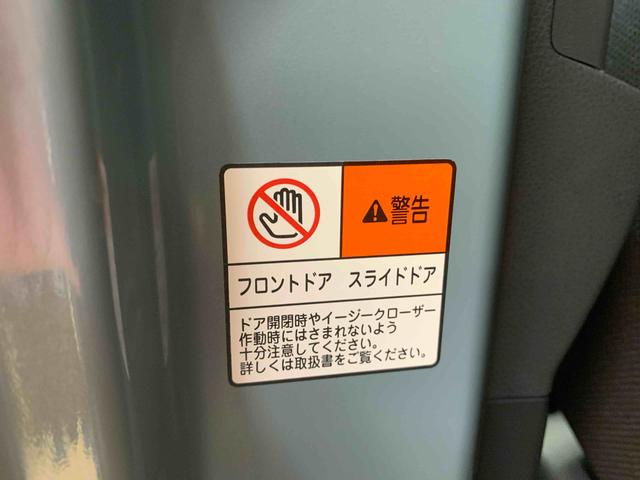 ⚠警告
フロントドア スライドドア
ドア開閉時やイージークローザー
作動時にはさまれないよう
十分注意してください。
詳しくは取扱書をご覧ください。